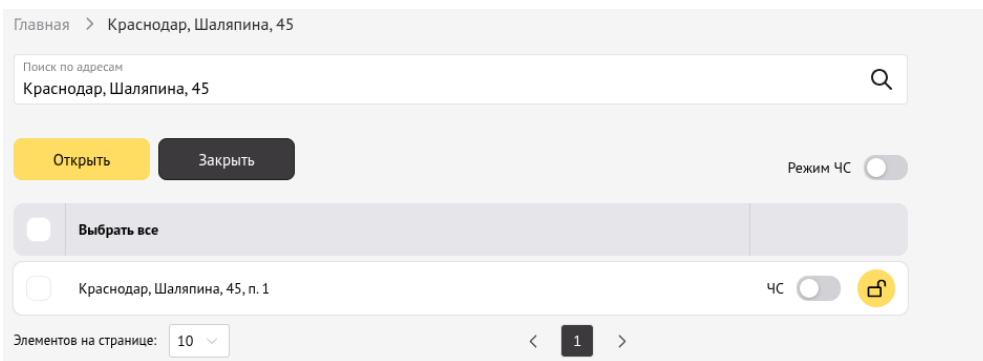 Главная > Краснодар, Шаляпина, 45
Поиск по адресам
Краснодар, Шаляпина, 45
Открыть Закрыть
Режим ЧС
Выбрать все
Краснодар, Шаляпина, 45, п. 1 ЧС
Элементов на странице: 10 < 1 >